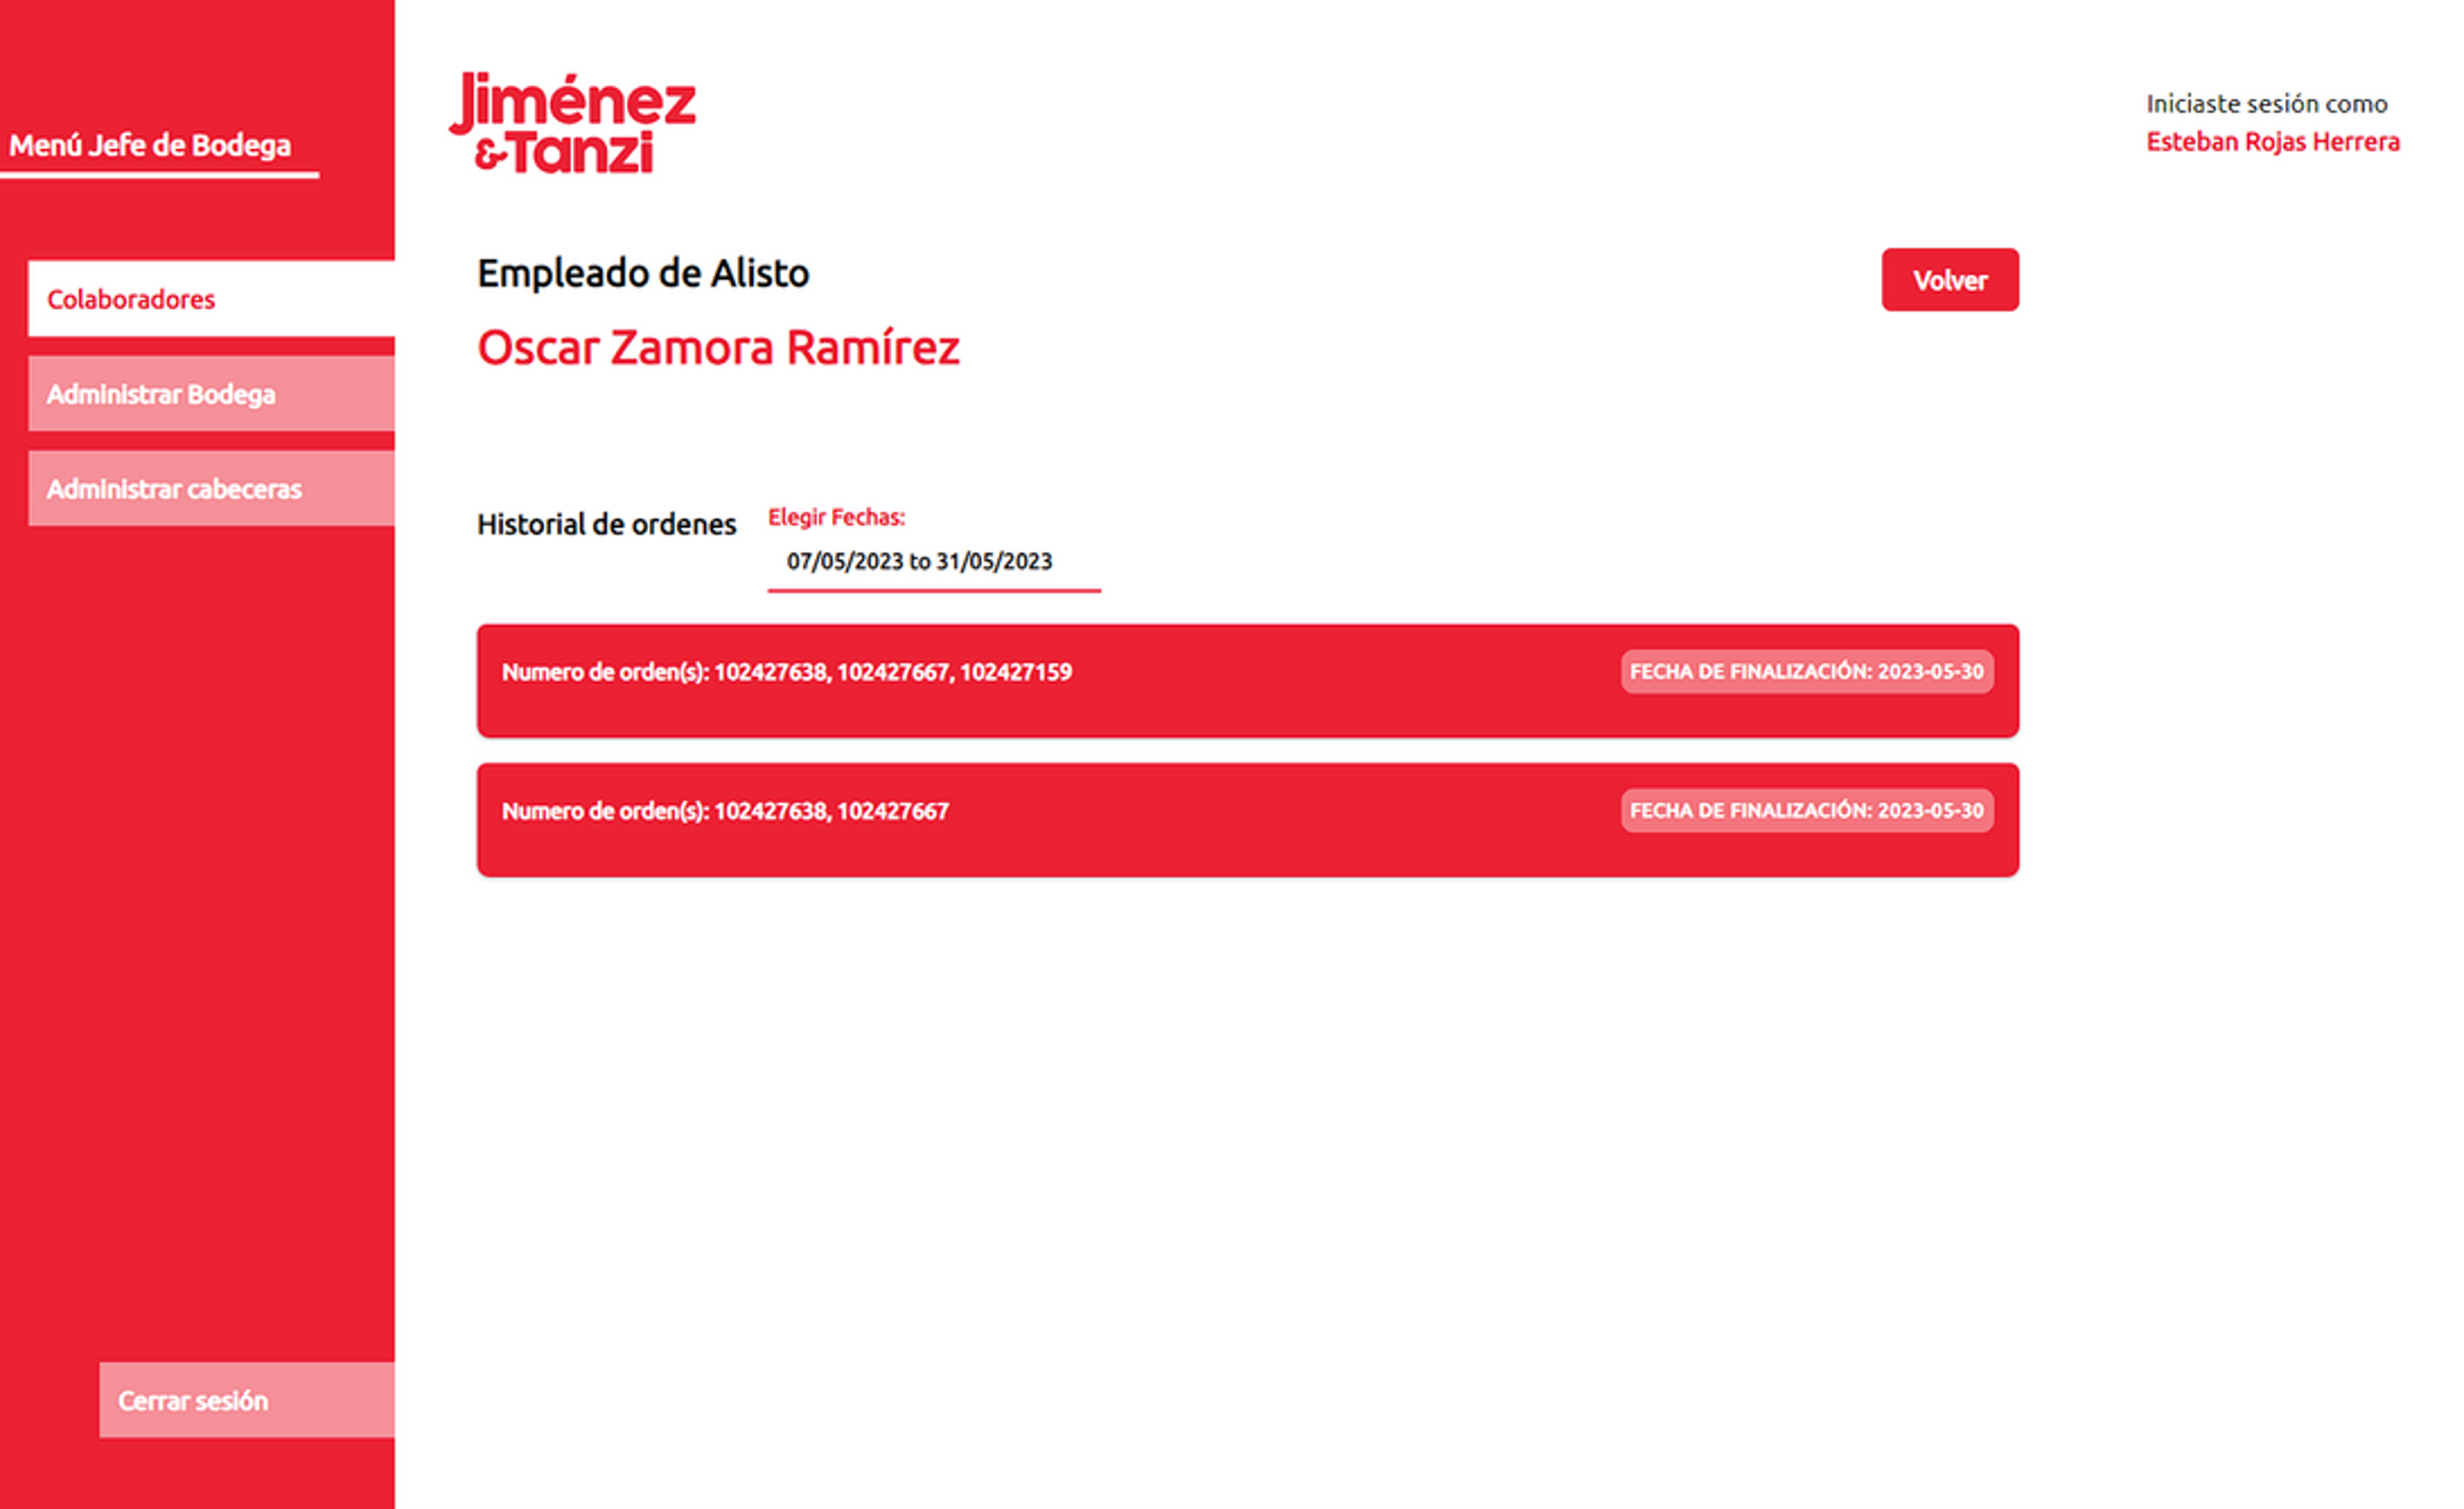 Menú Jefe de Bodega
Colaboradores
Administrar Bodega
Administrar cabeceras
Cerrar sesión
Jiménez
&Tanzi
Iniciaste sesión como
Esteban Rojas Herrera
Empleado de Alisto
Volver
Oscar Zamora Ramírez
Historial de ordenes
Elegir Fechas:
07/05/2023 to 31/05/2023
Numero de orden(s): 102427638, 102427667, 102427159
FECHA DE FINALIZACIÓN: 2023-05-30
Numero de orden(s): 102427638, 102427667
FECHA DE FINALIZACIÓN: 2023-05-30